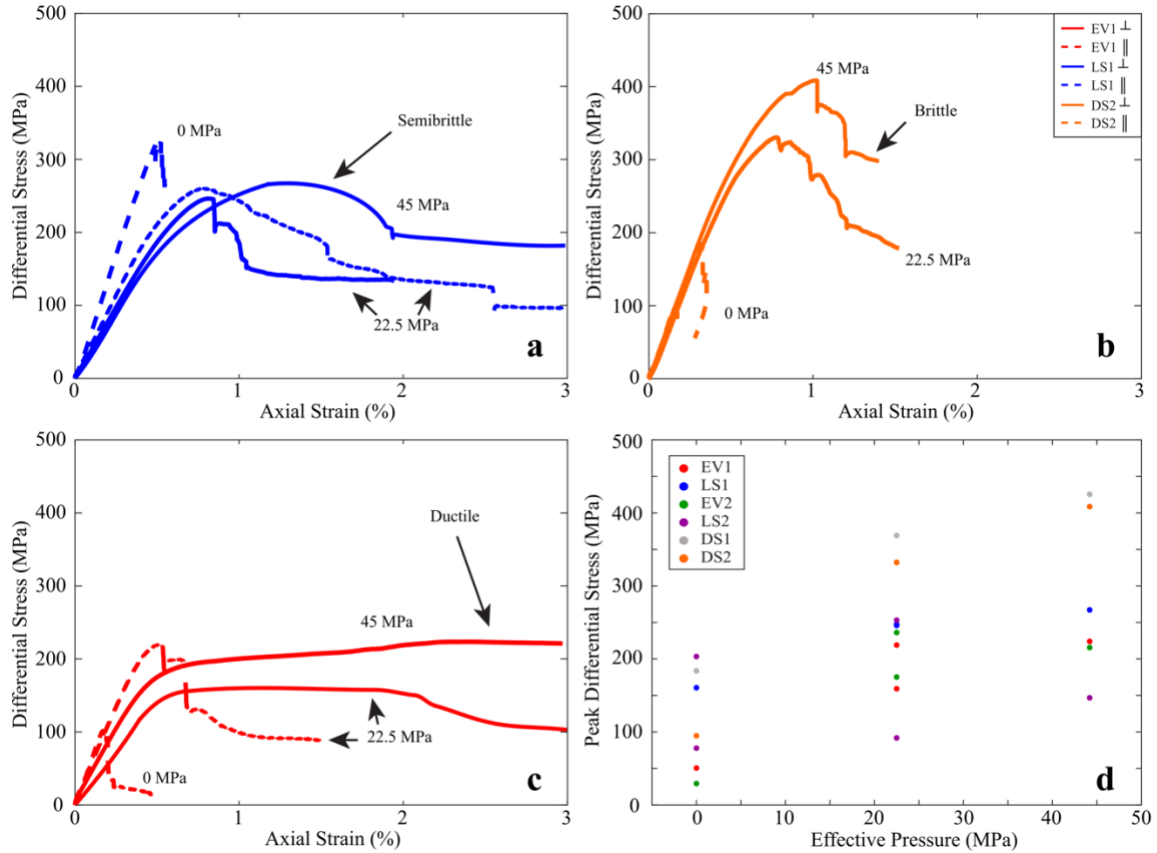 500
400
300
200
100
0
Differential Stress (MPa)
0 MPa
Semibrittle
45 MPa
22.5 MPa
a
0
1
2
3
Axial Strain (%)
500
400
300
200
100
0
Differential Stress (MPa)
45 MPa
Brittle
22.5 MPa
0 MPa
EV1 ⊥
EV1 ∥
LS1 ⊥
LS1 ∥
DS2 ⊥
DS2 ∥
b
0
1
2
3
Axial Strain (%)
500
400
300
200
100
0
Differential Stress (MPa)
Ductile
45 MPa
22.5 MPa
0 MPa
c
0
1
2
3
Axial Strain (%)
500
400
300
200
100
0
Peak Differential Stress (MPa)
EV1
LS1
EV2
LS2
DS1
DS2
d
0
10
20
30
40
50
Effective Pressure (MPa)